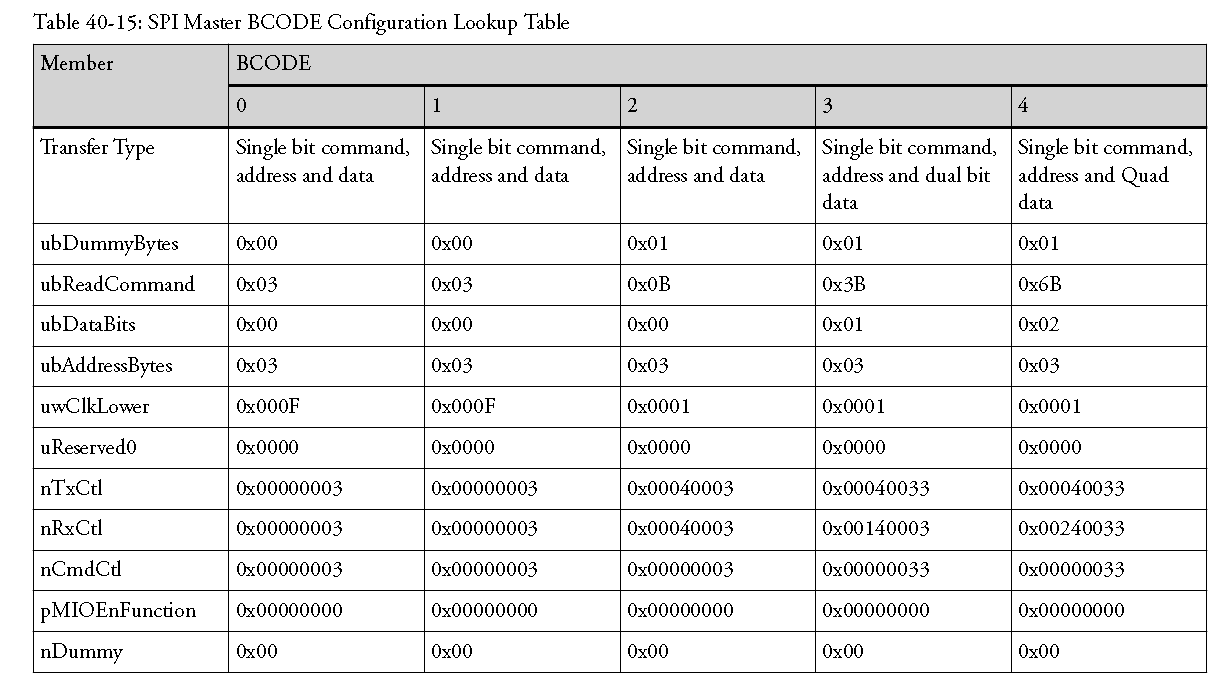 Table 40-15: SPI Master BCODE Configuration Lookup Table
Member BCODE
0 1 2 3 4
Transfer Type Single bit command, Single bit command, Single bit command, Single bit command, Single bit command,
address and data address and data address and data address and dual bit address and Quad
data data
ubDummyBytes 0x00 0x00 0x01 0x01 0x01
ubReadCommand 0x03 0x03 0x0B 0x3B 0x6B
ubDataBits 0x00 0x00 0x00 0x01 0x02
ubAddressBytes 0x03 0x03 0x03 0x03 0x03
uwClkLower 0x000F 0x000F 0x0001 0x0001 0x0001
uReserved0 0x0000 0x0000 0x0000 0x0000 0x0000
nTxCtl 0x00000003 0x00000003 0x00040003 0x00040033 0x00040033
nRxCtl 0x00000003 0x00000003 0x00040003 0x00140003 0x00240033
nCmdCtl 0x00000003 0x00000003 0x00000003 0x00000033 0x00000033
pMIOEnFunction 0x00000000 0x00000000 0x00000000 0x00000000 0x00000000
nDummy 0x00 0x00 0x00 0x00 0x00